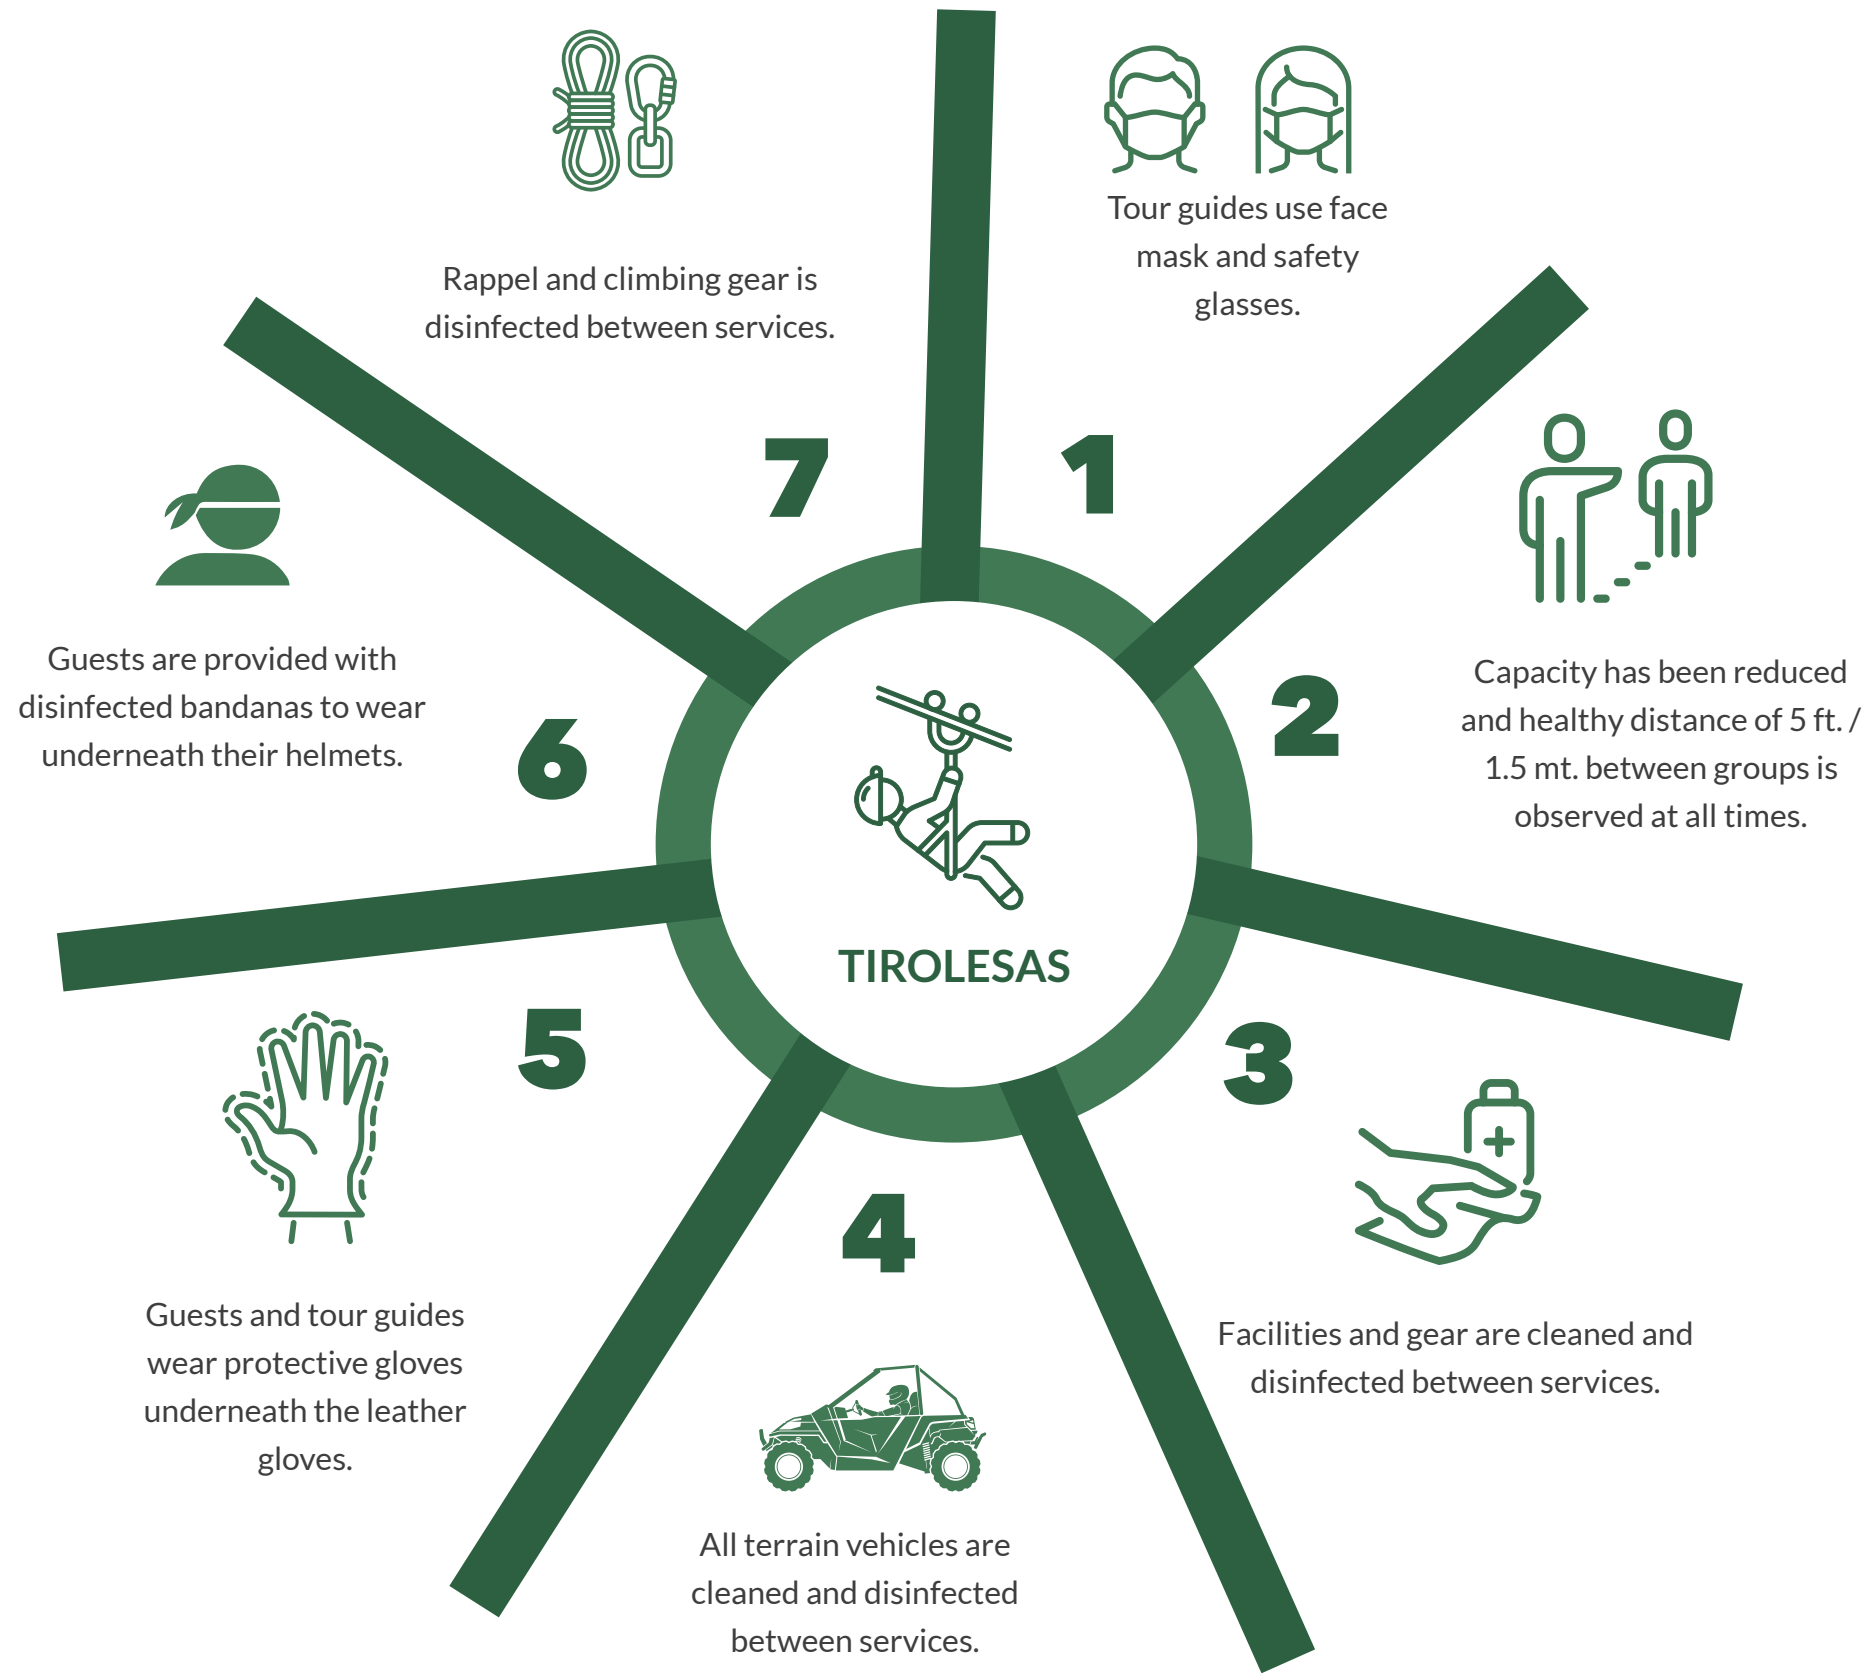 TIROLESAS
1
Tour guides use face
mask and safety
glasses.
2
Capacity has been reduced
and healthy distance of 5 ft. /
1.5 mt. between groups is
observed at all times.
3
Facilities and gear are cleaned and
disinfected between services.
4
All terrain vehicles are
cleaned and disinfected
between services.
5
Guests and tour guides
wear protective gloves
underneath the leather
gloves.
6
Guests are provided with
disinfected bandanas to wear
underneath their helmets.
7
Rappel and climbing gear is
disinfected between services.